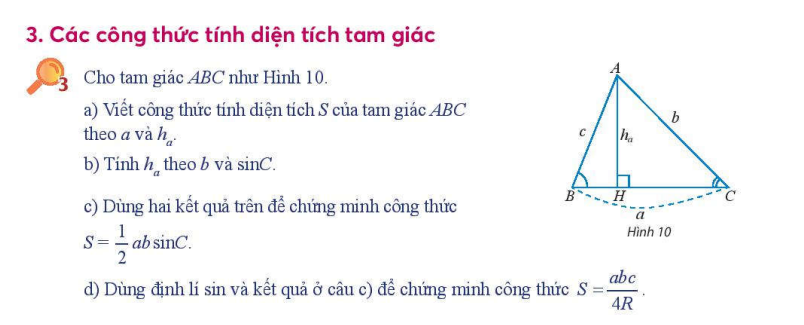 3. Các công thức tính diện tích tam giác
3
Cho tam giác ABC như Hình 10.
a) Viết công thức tính diện tích S của tam giác ABC
theo a và hₐ.
b) Tính hₐ theo b và sinC.
c) Dùng hai kết quả trên để chứng minh công thức
S = 1/2 ab sinC.
d) Dùng định lí sin và kết quả ở câu c) để chứng minh công thức S = abc/4R.
A
b
c
hₐ
B
H
C
a
Hình 10